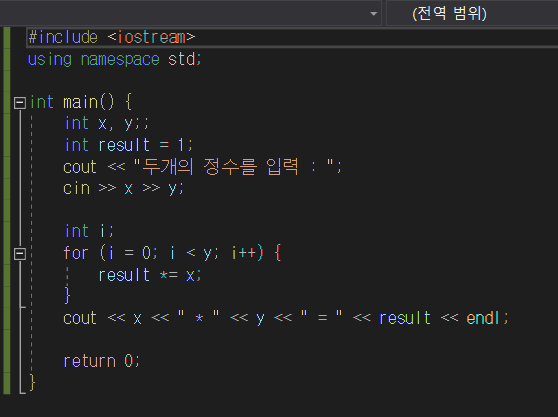 (전역 범위)
#include <iostream>
using namespace std;
int main() {
int x, y;;
int result = 1;
cout << "두개의 정수를 입력 : ";
cin >> x >> y;
int i;
for (i = 0; i < y; i++) {
result *= x;
}
cout << x << " * " << y << " = " << result << endl;
return 0;
}